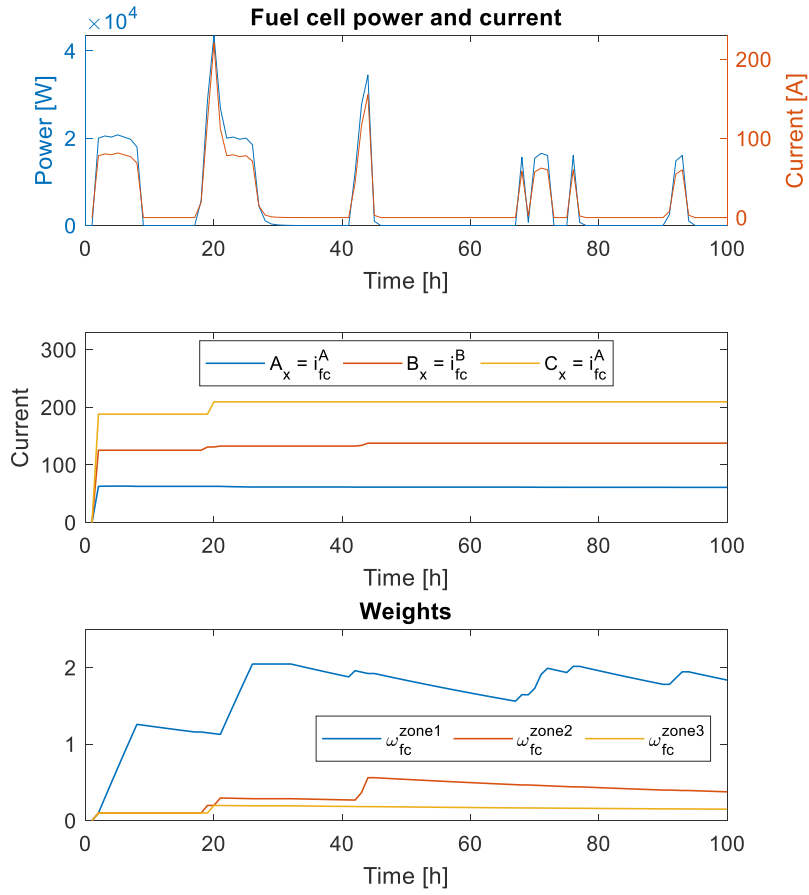 Fuel cell power and current
×10⁴
4
2
0
Power [W]
200
100
0
Current [A]
0 20 40 60 80 100
Time [h]
300
200
100
0
Current
A_x = i_fc^A B_x = i_fc^B C_x = i_fc^A
0 20 40 60 80 100
Time [h]
Weights
2
1
0
ω_fc^zone1 ω_fc^zone2 ω_fc^zone3
0 20 40 60 80 100
Time [h]